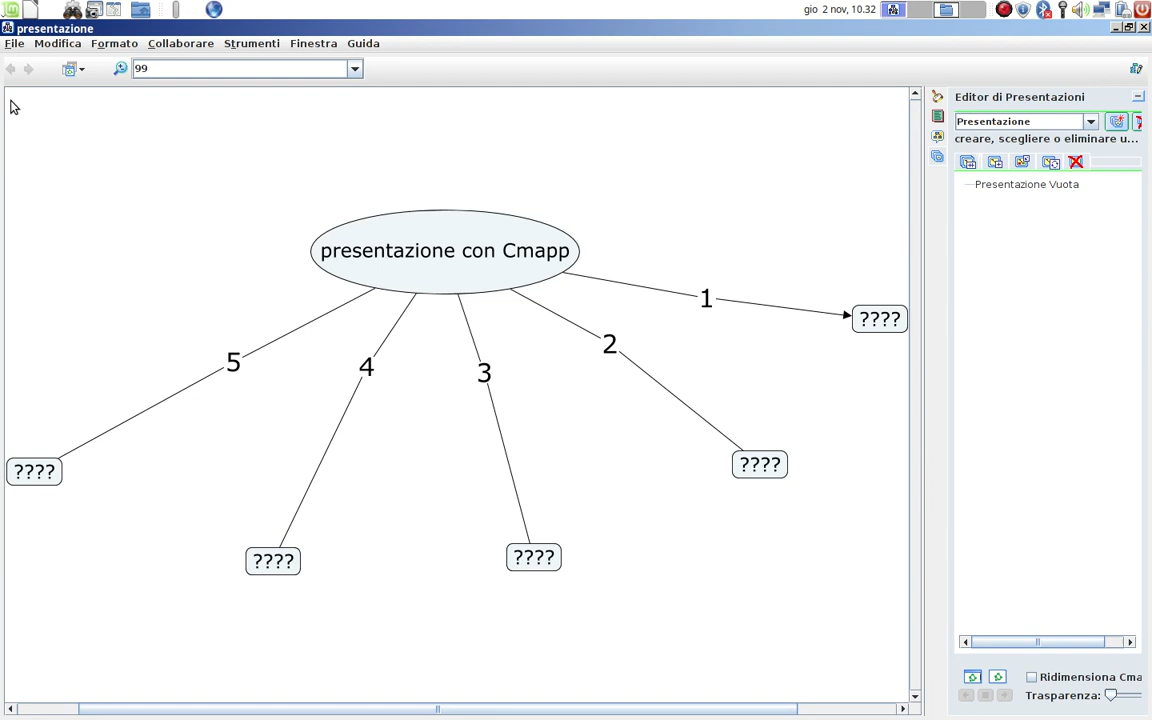 gio 2 nov, 10.32
presentazione
File Modifica Formato Collaborare Strumenti Finestra Guida
99
Editor di Presentazioni
Presentazione
creare, scegliere o eliminare u...
Presentazione Vuota
presentazione con Cmapp
1
????
2
5
4
3
????
????
????
????
Ridimensiona Cma
Trasparenza: